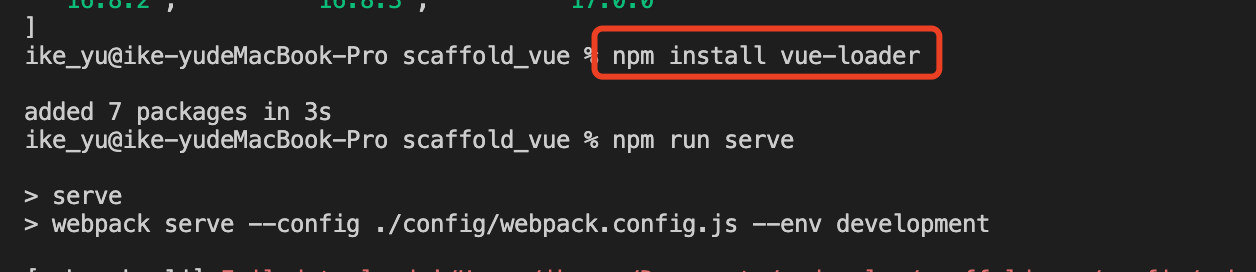 16.8.2', '16.8.3', '17.0.0'
]
ike_yu@ike-yudeMacBook-Pro scaffold_vue % npm install vue-loader
added 7 packages in 3s
ike_yu@ike-yudeMacBook-Pro scaffold_vue % npm run serve
> serve
> webpack serve --config ./config/webpack.config.js --env development